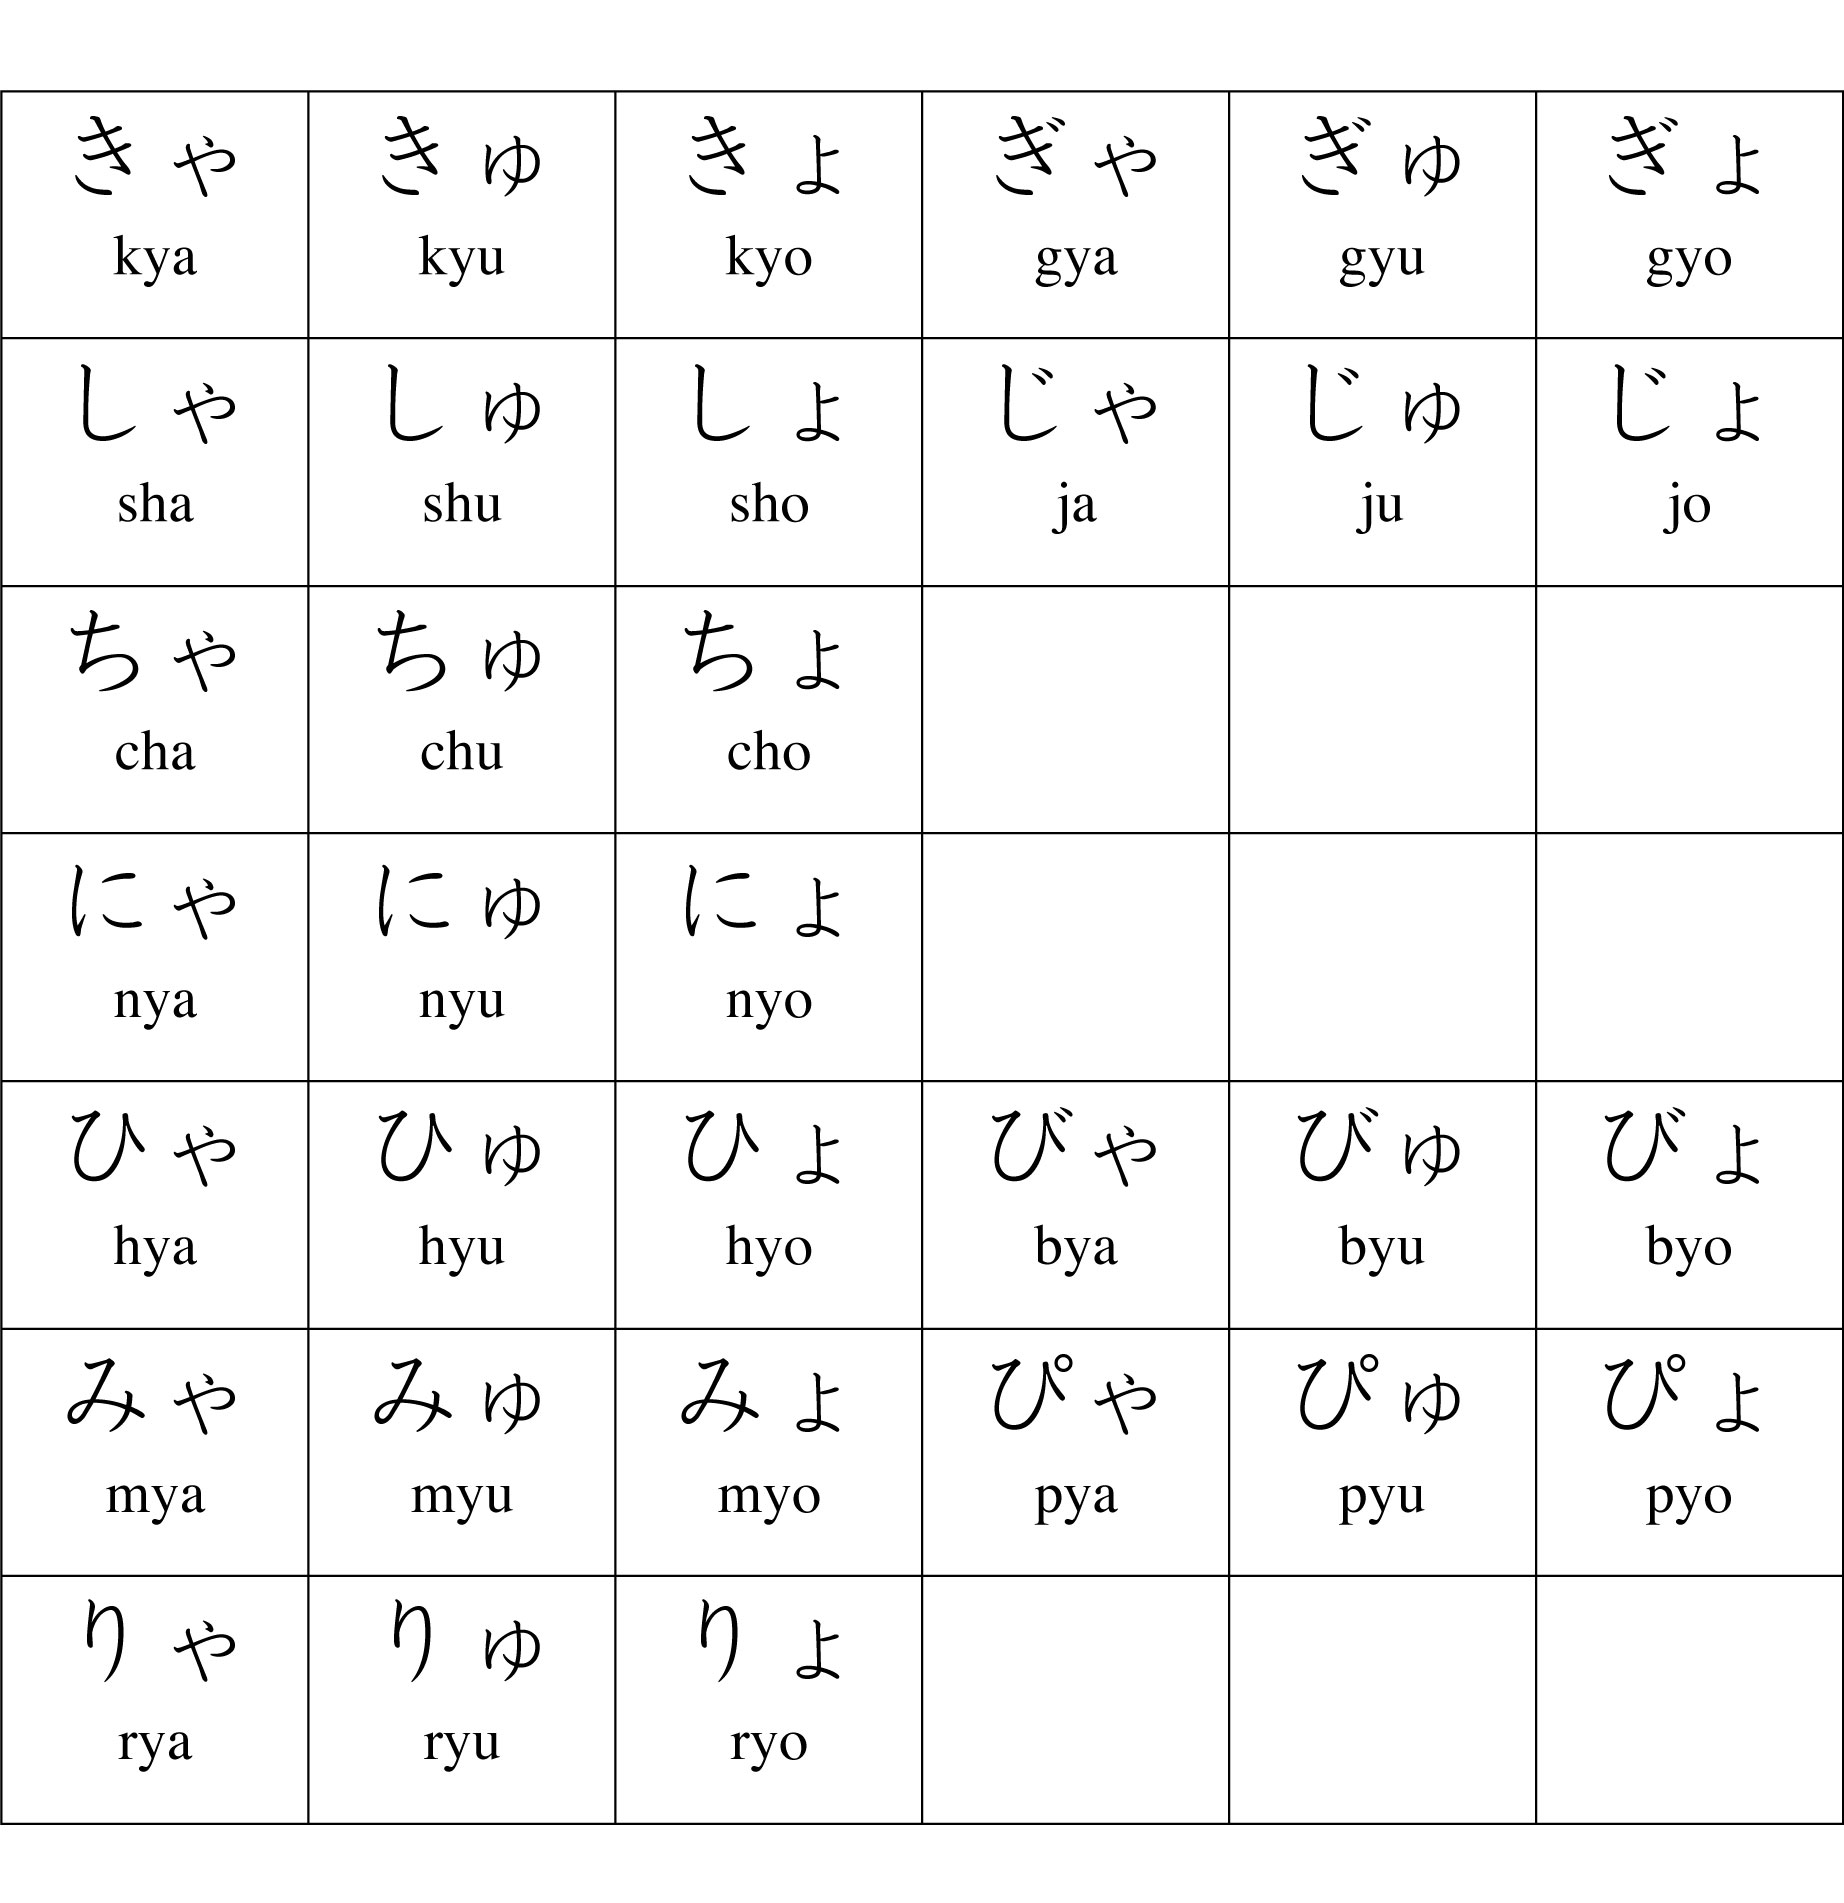 きゃ きゅ きょ ぎゃ ぎゅ ぎょ
kya kyu kyo gya gyu gyo
しゃ しゅ しょ じゃ じゅ じょ
sha shu sho ja ju jo
ちゃ ちゅ ちょ
cha chu cho
にゃ にゅ にょ
nya nyu nyo
ひゃ ひゅ ひょ びゃ びゅ びょ
hya hyu hyo bya byu byo
みゃ みゅ みょ ぴゃ ぴゅ ぴょ
mya myu myo pya pyu pyo
りゃ りゅ りょ
rya ryu ryo